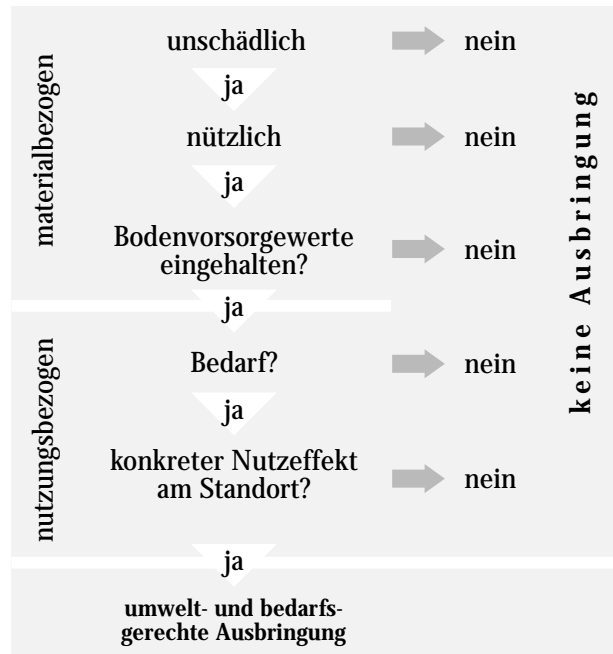 materialbezogen
unschädlich
nein
ja
nützlich
nein
ja
Bodenvorsorgewerte
eingehalten?
nein
ja
nutzungsbezogen
Bedarf?
nein
ja
konkreter Nutzeffekt
am Standort?
nein
ja
umwelt- und bedarfs-
gerechte Ausbringung
keine Ausbringung